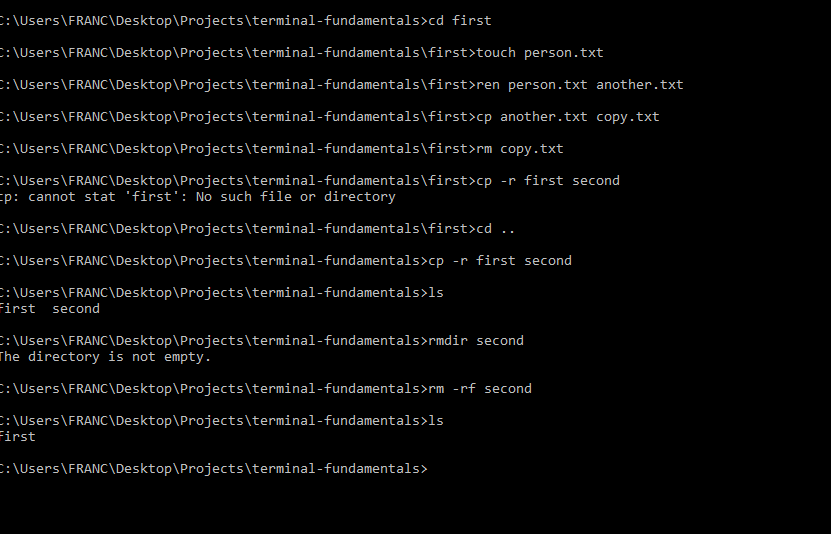 C:\Users\FRANC\Desktop\Projects\terminal-fundamentals>cd first
C:\Users\FRANC\Desktop\Projects\terminal-fundamentals\first>touch person.txt
C:\Users\FRANC\Desktop\Projects\terminal-fundamentals\first>ren person.txt another.txt
C:\Users\FRANC\Desktop\Projects\terminal-fundamentals\first>cp another.txt copy.txt
C:\Users\FRANC\Desktop\Projects\terminal-fundamentals\first>rm copy.txt
C:\Users\FRANC\Desktop\Projects\terminal-fundamentals\first>cp -r first second
cp: cannot stat 'first': No such file or directory
C:\Users\FRANC\Desktop\Projects\terminal-fundamentals\first>cd ..
C:\Users\FRANC\Desktop\Projects\terminal-fundamentals>cp -r first second
C:\Users\FRANC\Desktop\Projects\terminal-fundamentals>ls
first  second
C:\Users\FRANC\Desktop\Projects\terminal-fundamentals>rmdir second
The directory is not empty.
C:\Users\FRANC\Desktop\Projects\terminal-fundamentals>rm -rf second
C:\Users\FRANC\Desktop\Projects\terminal-fundamentals>ls
first
C:\Users\FRANC\Desktop\Projects\terminal-fundamentals>